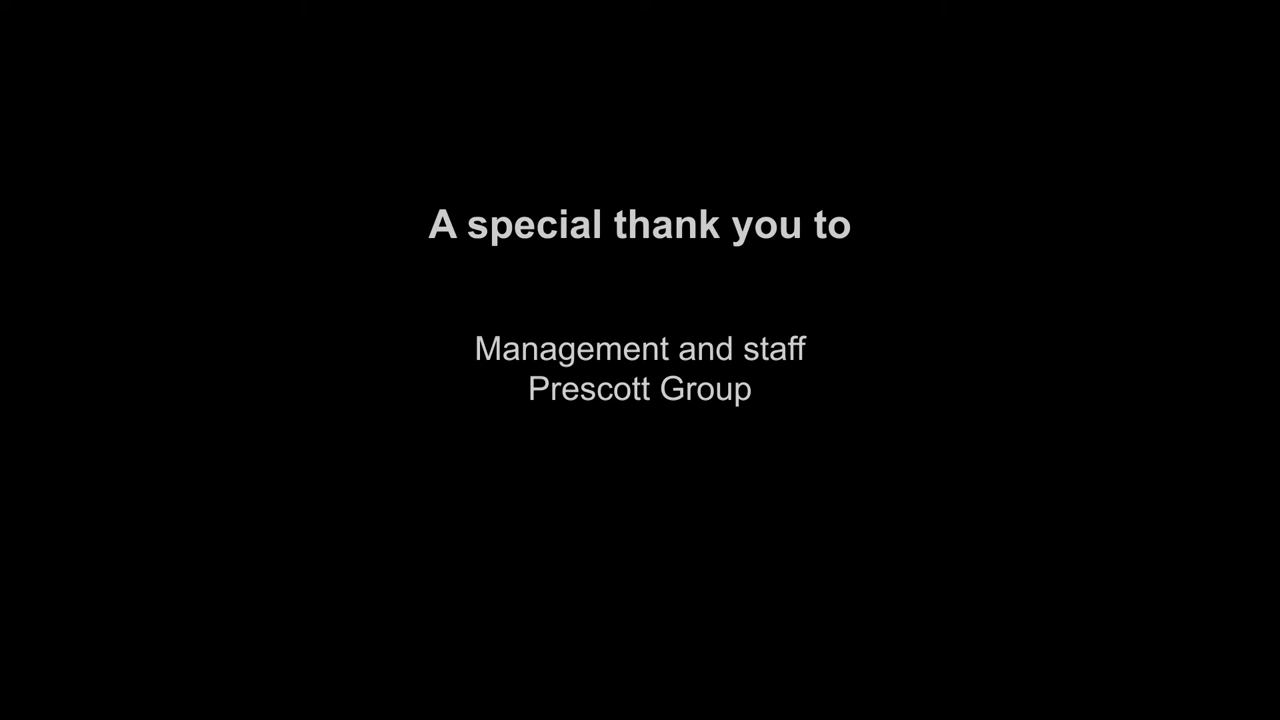 A special thank you to
Management and staff
Prescott Group